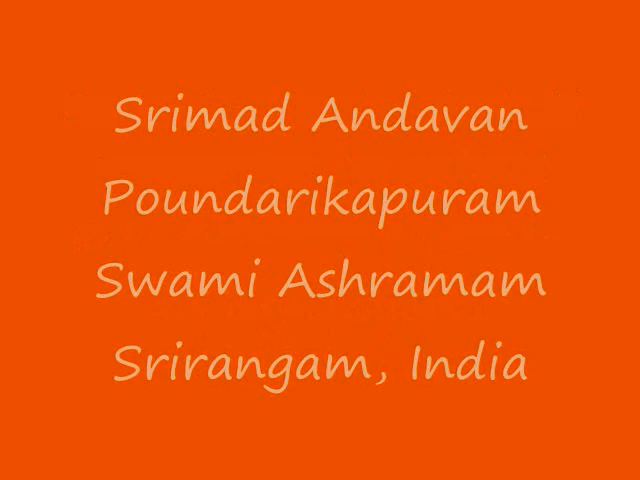 Srimad Andavan
Poundarikapuram
Swami Ashramam
Srirangam, India